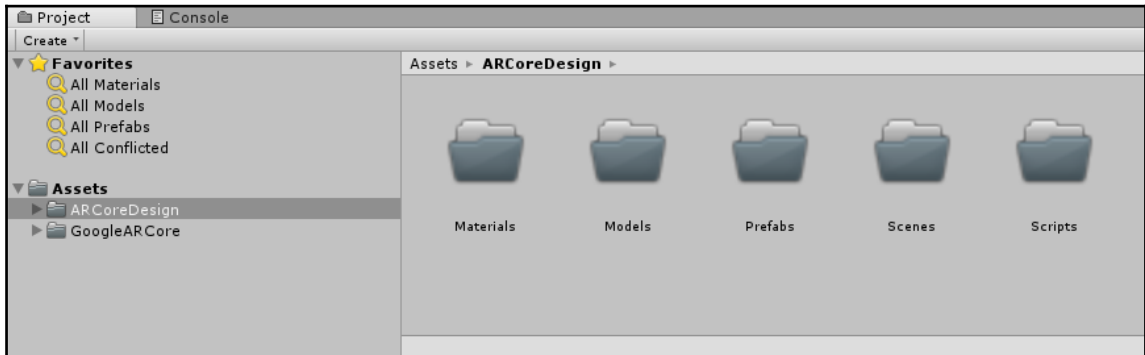 Project Console
Create
Favorites
All Materials
All Models
All Prefabs
All Conflicted
Assets
ARCoreDesign
GoogleARCore
Assets ARCoreDesign
Materials Models Prefabs Scenes Scripts